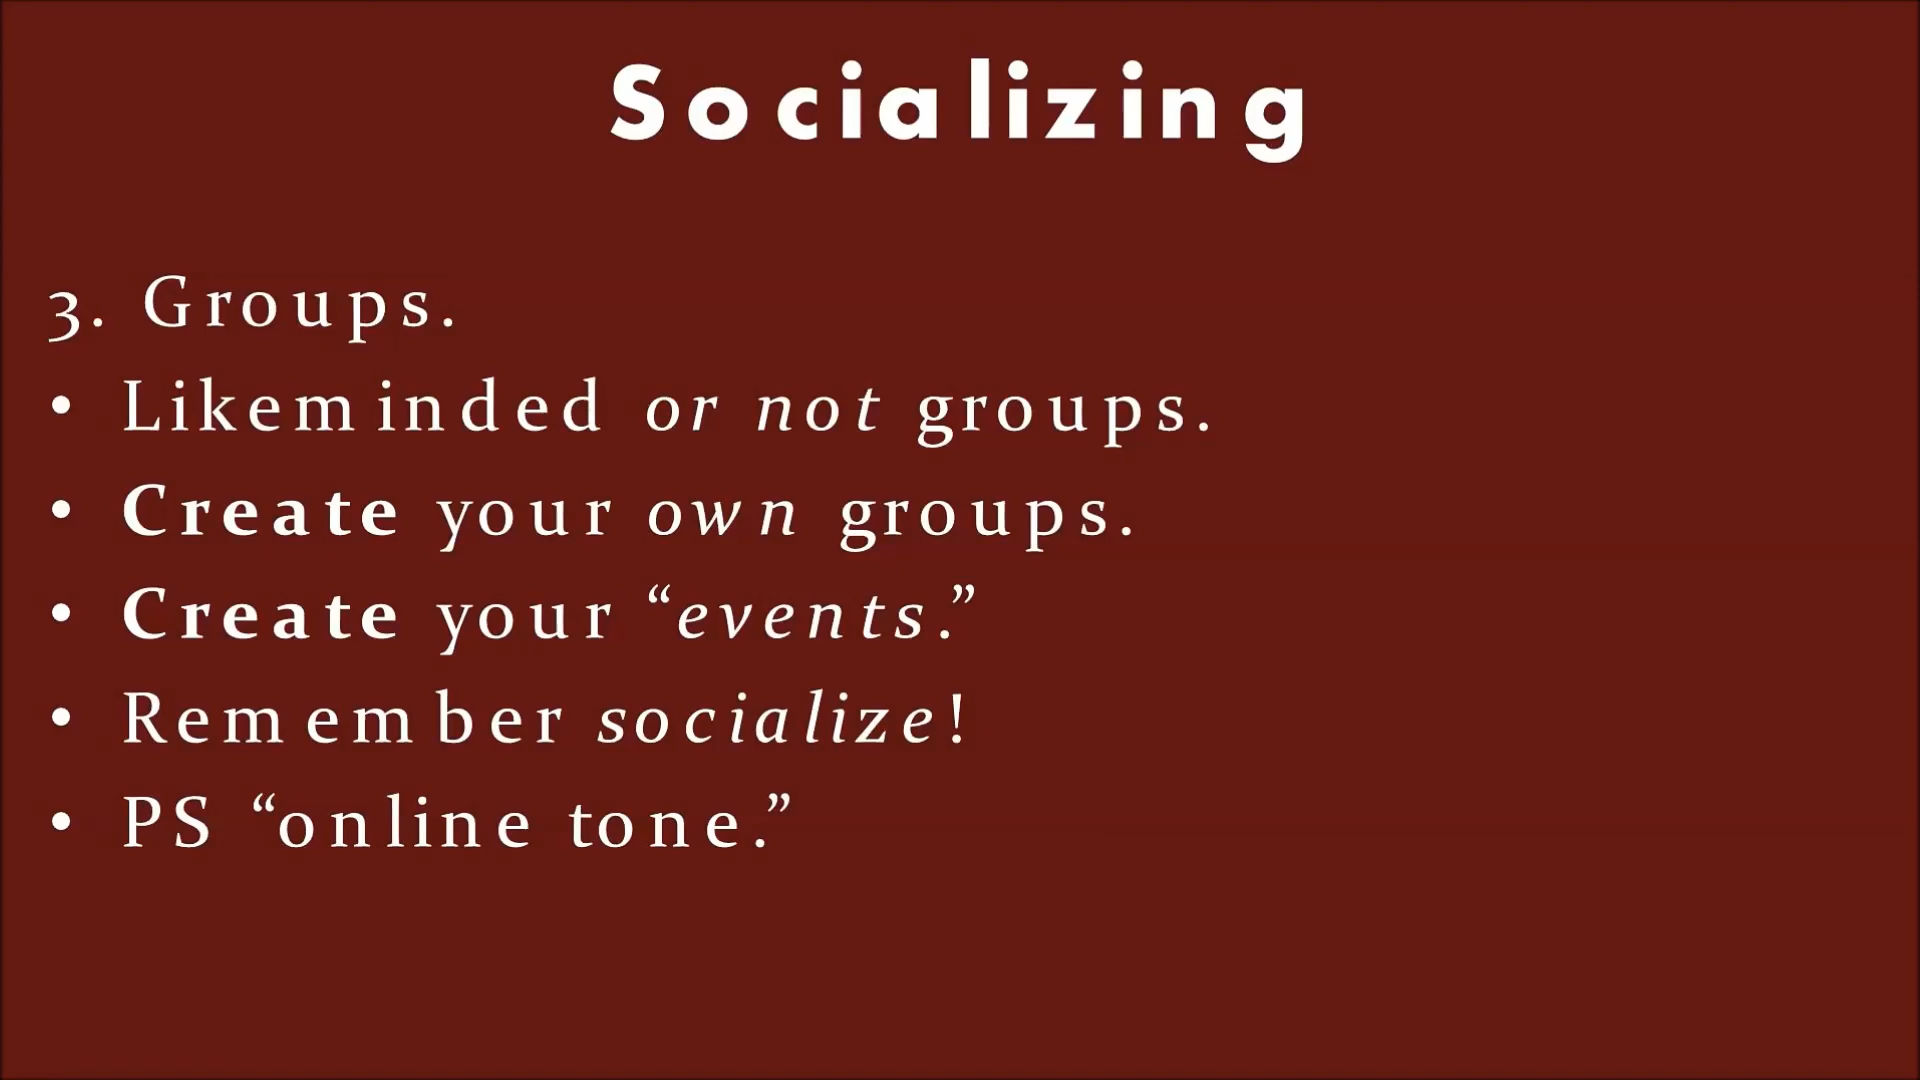 Socializing
3. Groups.
• Likeminded or not groups.
• Create your own groups.
• Create your “events.”
• Remember socialize!
• PS “online tone.”